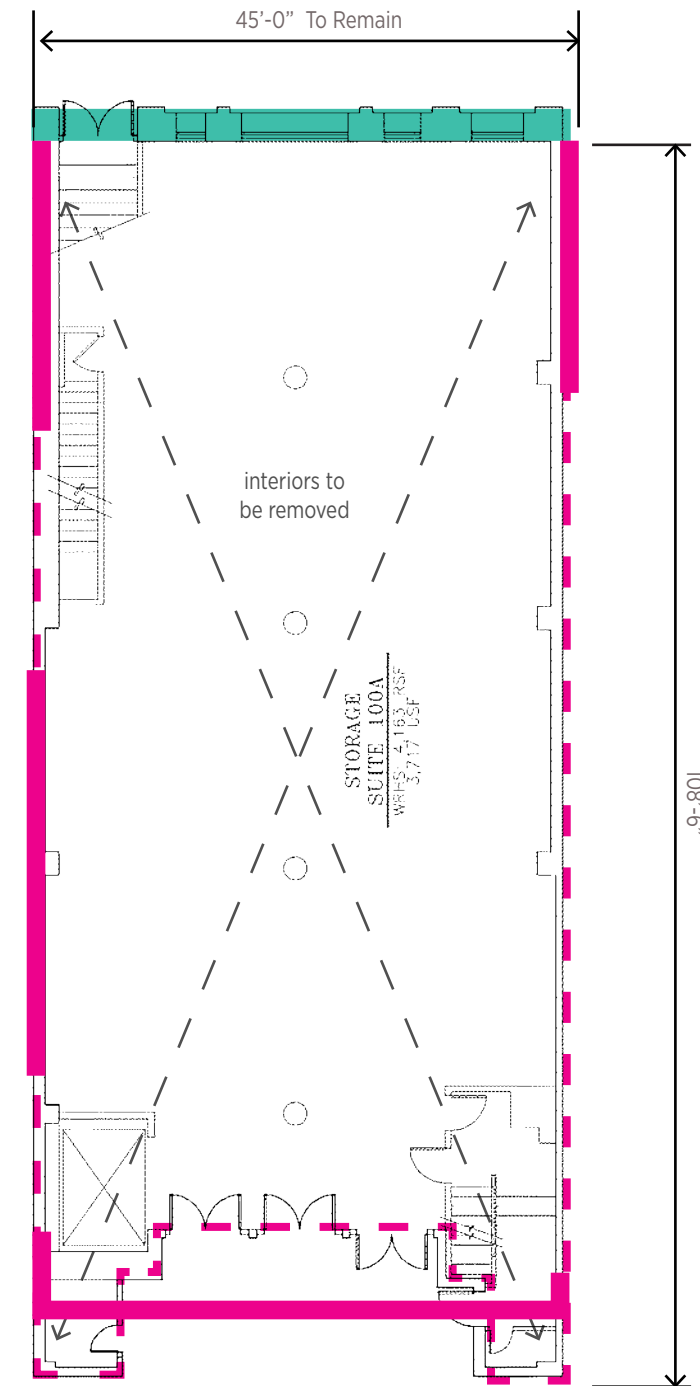 45’-0” To Remain
interiors to
be removed
STORAGE
SUITE 100A
WRHS: 4,163 RSF
3,717 USF
108’-6”